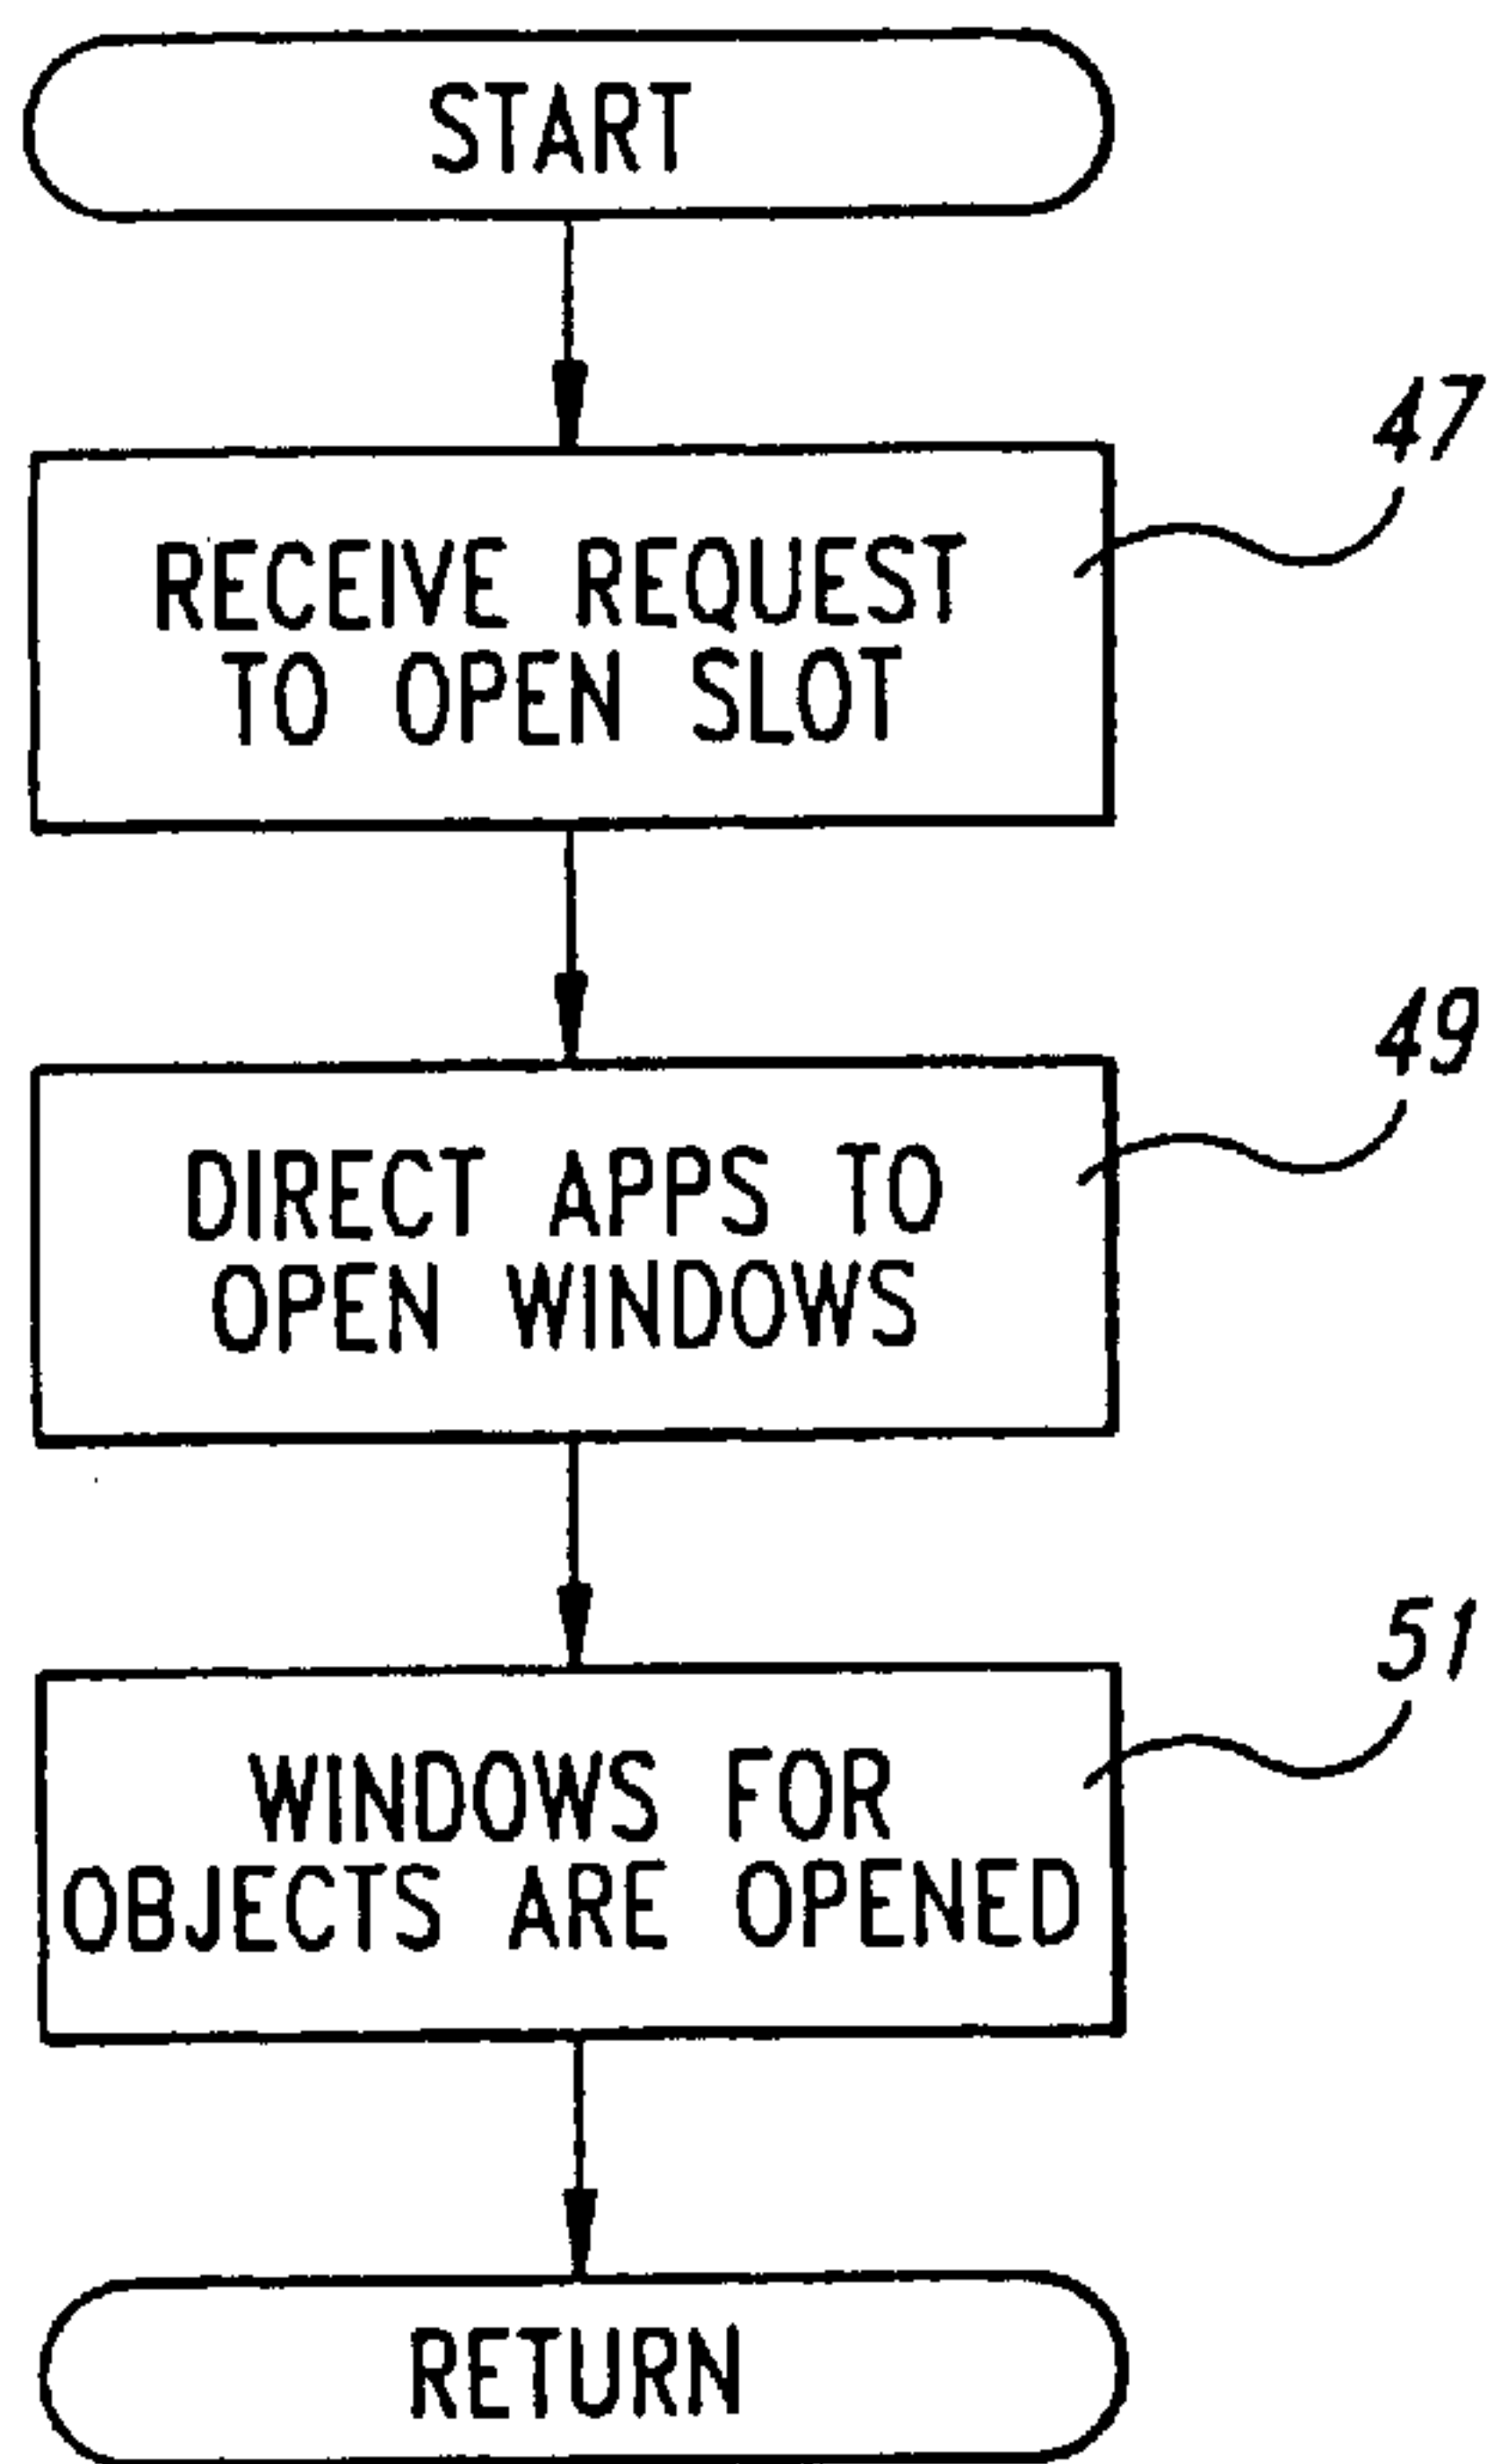 START
47
RECEIVE REQUEST
TO OPEN SLOT
49
DIRECT APPS TO
OPEN WINDOWS
51
WINDOWS FOR
OBJECTS ARE OPENED
RETURN